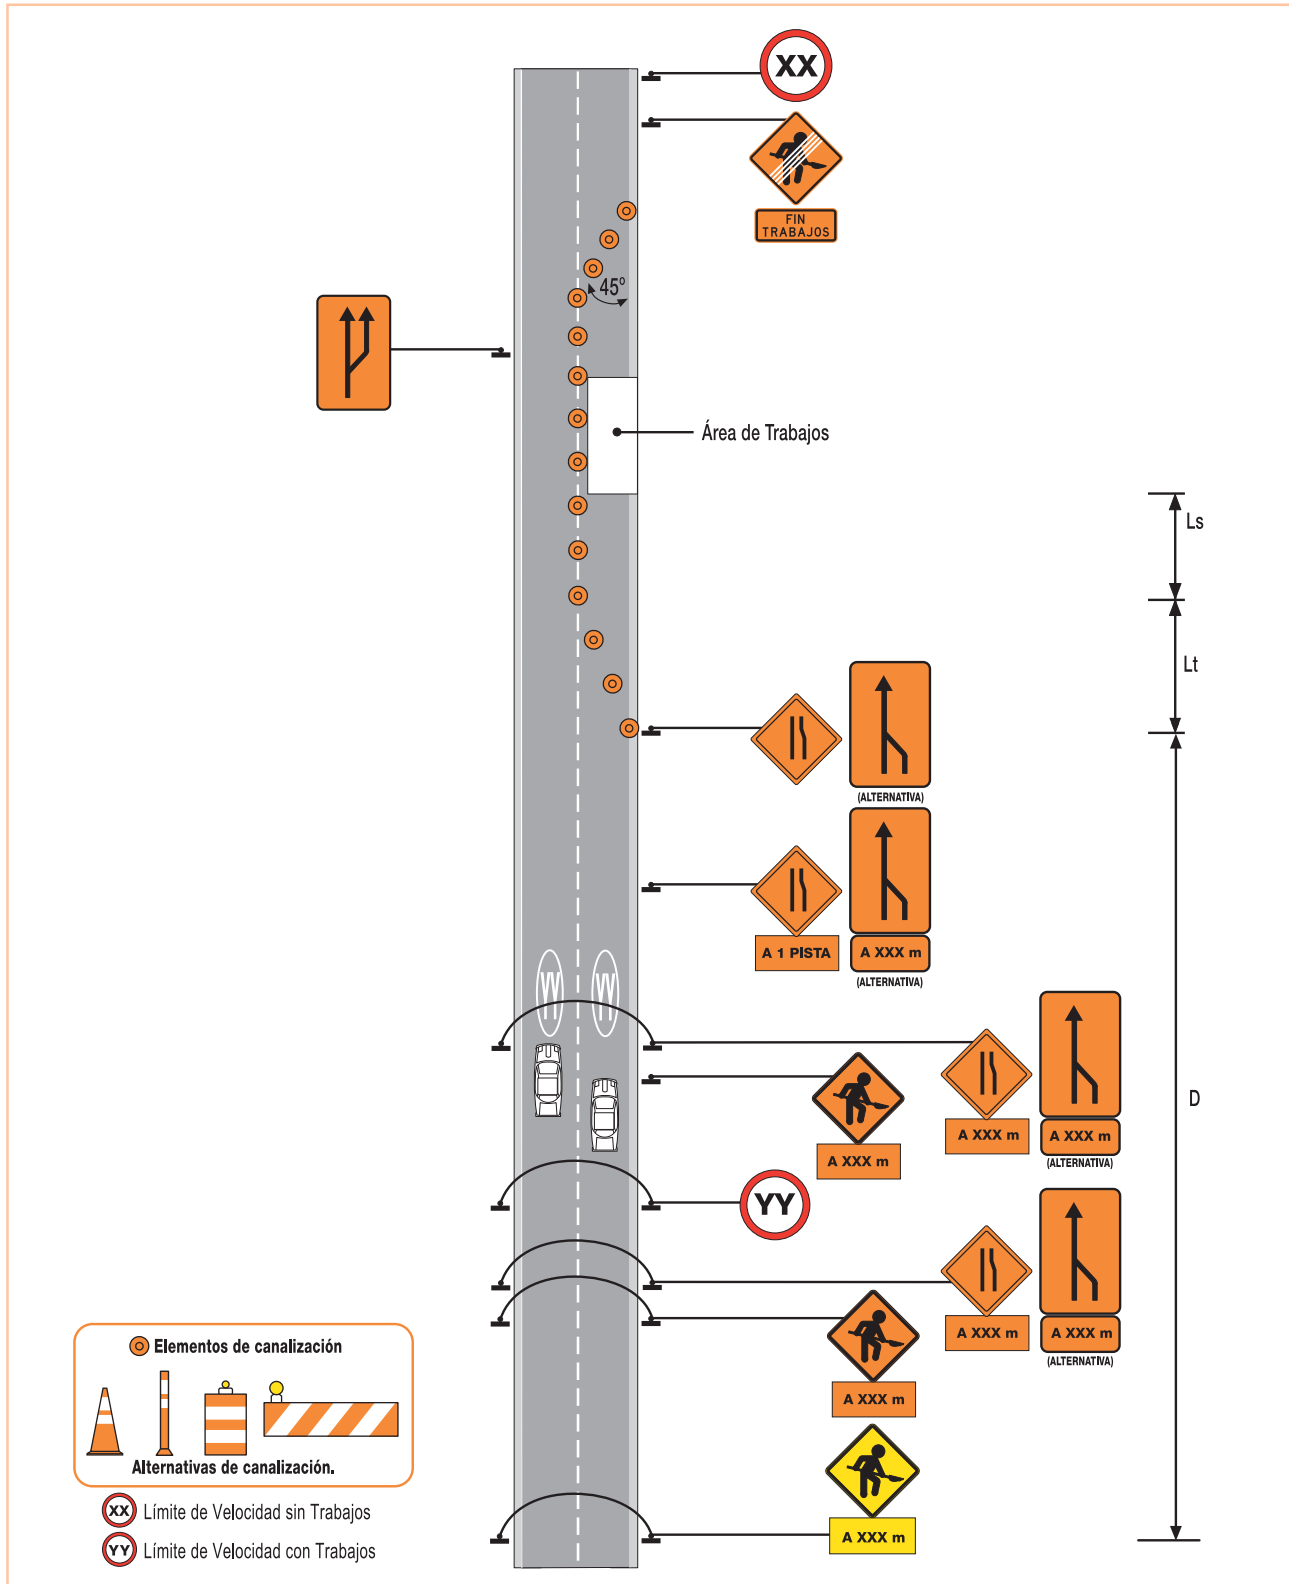 XX
FIN
TRABAJOS
45º
Área de Trabajos
Ls
Lt
(ALTERNATIVA)
A 1 PISTA
A XXX m
(ALTERNATIVA)
YY
YY
A XXX m
A XXX m
(ALTERNATIVA)
A XXX m
D
YY
A XXX m
A XXX m
(ALTERNATIVA)
A XXX m
A XXX m
Elementos de canalización
Alternativas de canalización.
XX Límite de Velocidad sin Trabajos
YY Límite de Velocidad con Trabajos